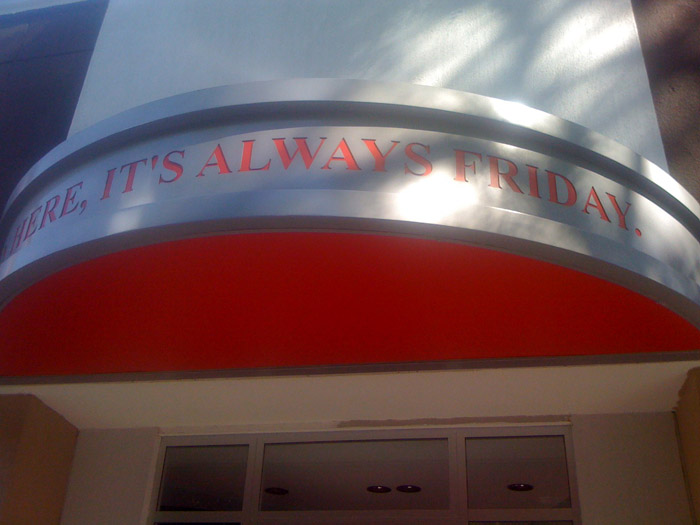 HERE, IT'S ALWAYS FRIDAY.